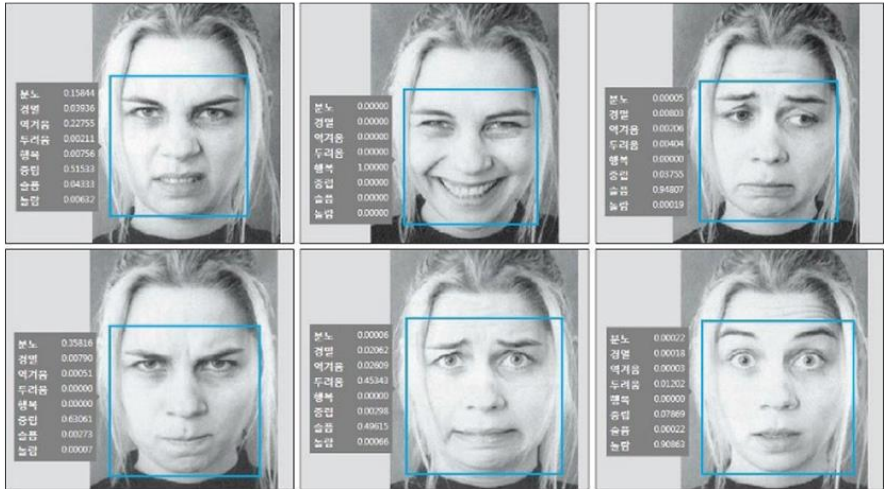 분노 0.15844
경멸 0.03936
역겨움 0.22755
두려움 0.00211
행복 0.00756
중립 0.51533
슬픔 0.04333
놀람 0.00632
분노 0.00000
경멸 0.00000
역겨움 0.00000
두려움 0.00000
행복 1.00000
중립 0.00000
슬픔 0.00000
놀람 0.00000
분노 0.00005
경멸 0.00803
역겨움 0.00206
두려움 0.00404
행복 0.00000
중립 0.03755
슬픔 0.94807
놀람 0.00019
분노 0.35816
경멸 0.00790
역겨움 0.00051
두려움 0.00000
행복 0.00000
중립 0.63061
슬픔 0.00273
놀람 0.00007
분노 0.00006
경멸 0.02062
역겨움 0.02609
두려움 0.45343
행복 0.00000
중립 0.00298
슬픔 0.49615
놀람 0.00066
분노 0.00022
경멸 0.00018
역겨움 0.00003
두려움 0.01202
행복 0.00000
중립 0.07869
슬픔 0.00022
놀람 0.90863